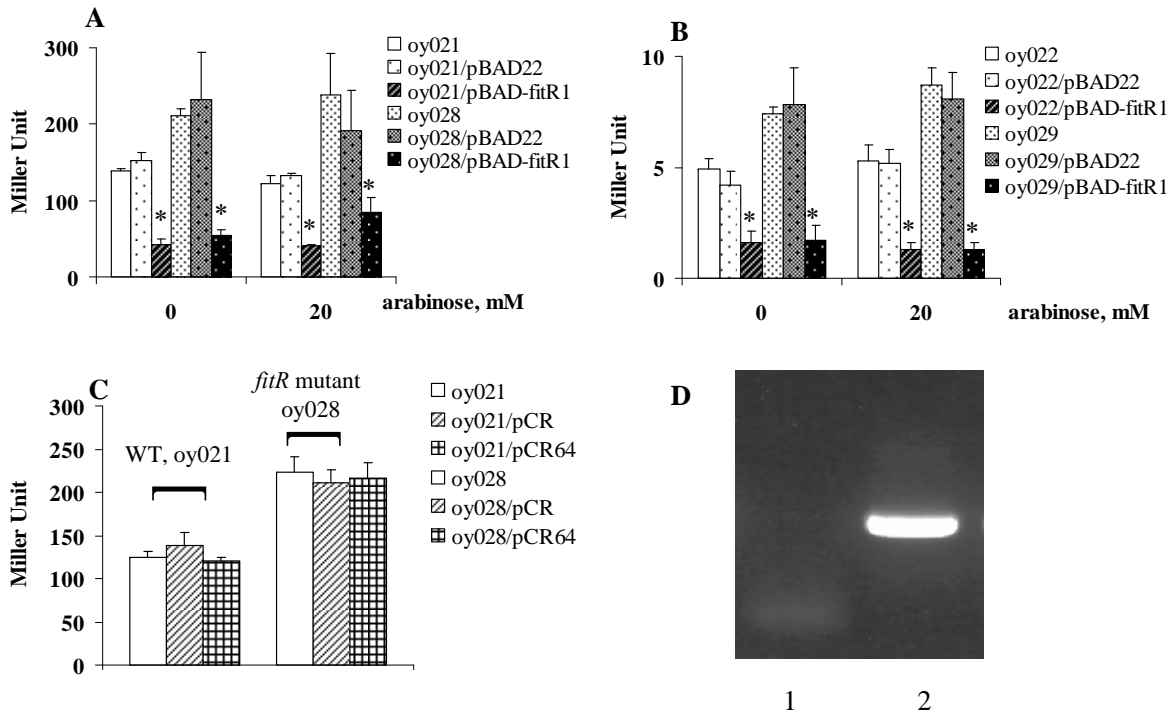 A
300
200
100
0
Miller Unit
0
20
arabinose, mM
* * * *
oy021
oy021/pBAD22
oy021/pBAD-fitR1
oy028
oy028/pBAD22
oy028/pBAD-fitR1
B
10
5
0
Miller Unit
0
20
arabinose, mM
* * * *
oy022
oy022/pBAD22
oy022/pBAD-fitR1
oy029
oy029/pBAD22
oy029/pBAD-fitR1
C
300
250
200
150
100
50
0
Miller Unit
WT, oy021
fitR mutant
oy028
oy021
oy021/pCR
oy021/pCR64
oy028
oy028/pCR
oy028/pCR64
D
1 2